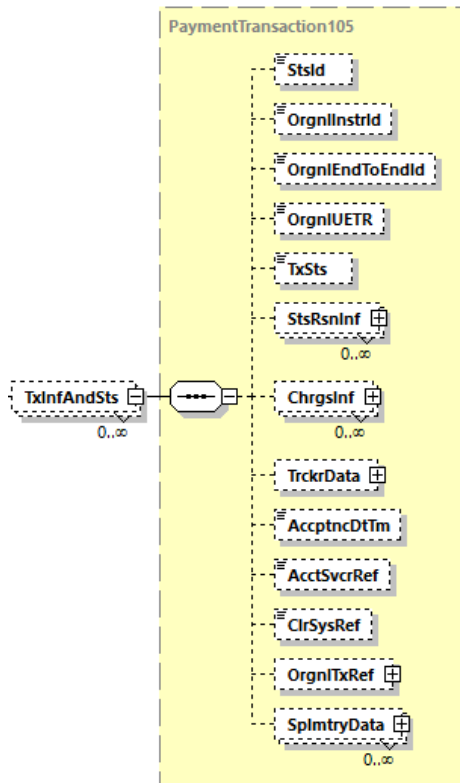 PaymentTransaction105
StsId
OrgnlInstrId
OrgnlEndToEndId
OrgnlUETR
TxSts
StsRsnInf
0..∞
TxInfAndSts
0..∞
ChrgsInf
0..∞
TrckrData
AccptncDtTm
AcctSvcrRef
ClrSysRef
OrgnlTxRef
SplmtryData
0..∞